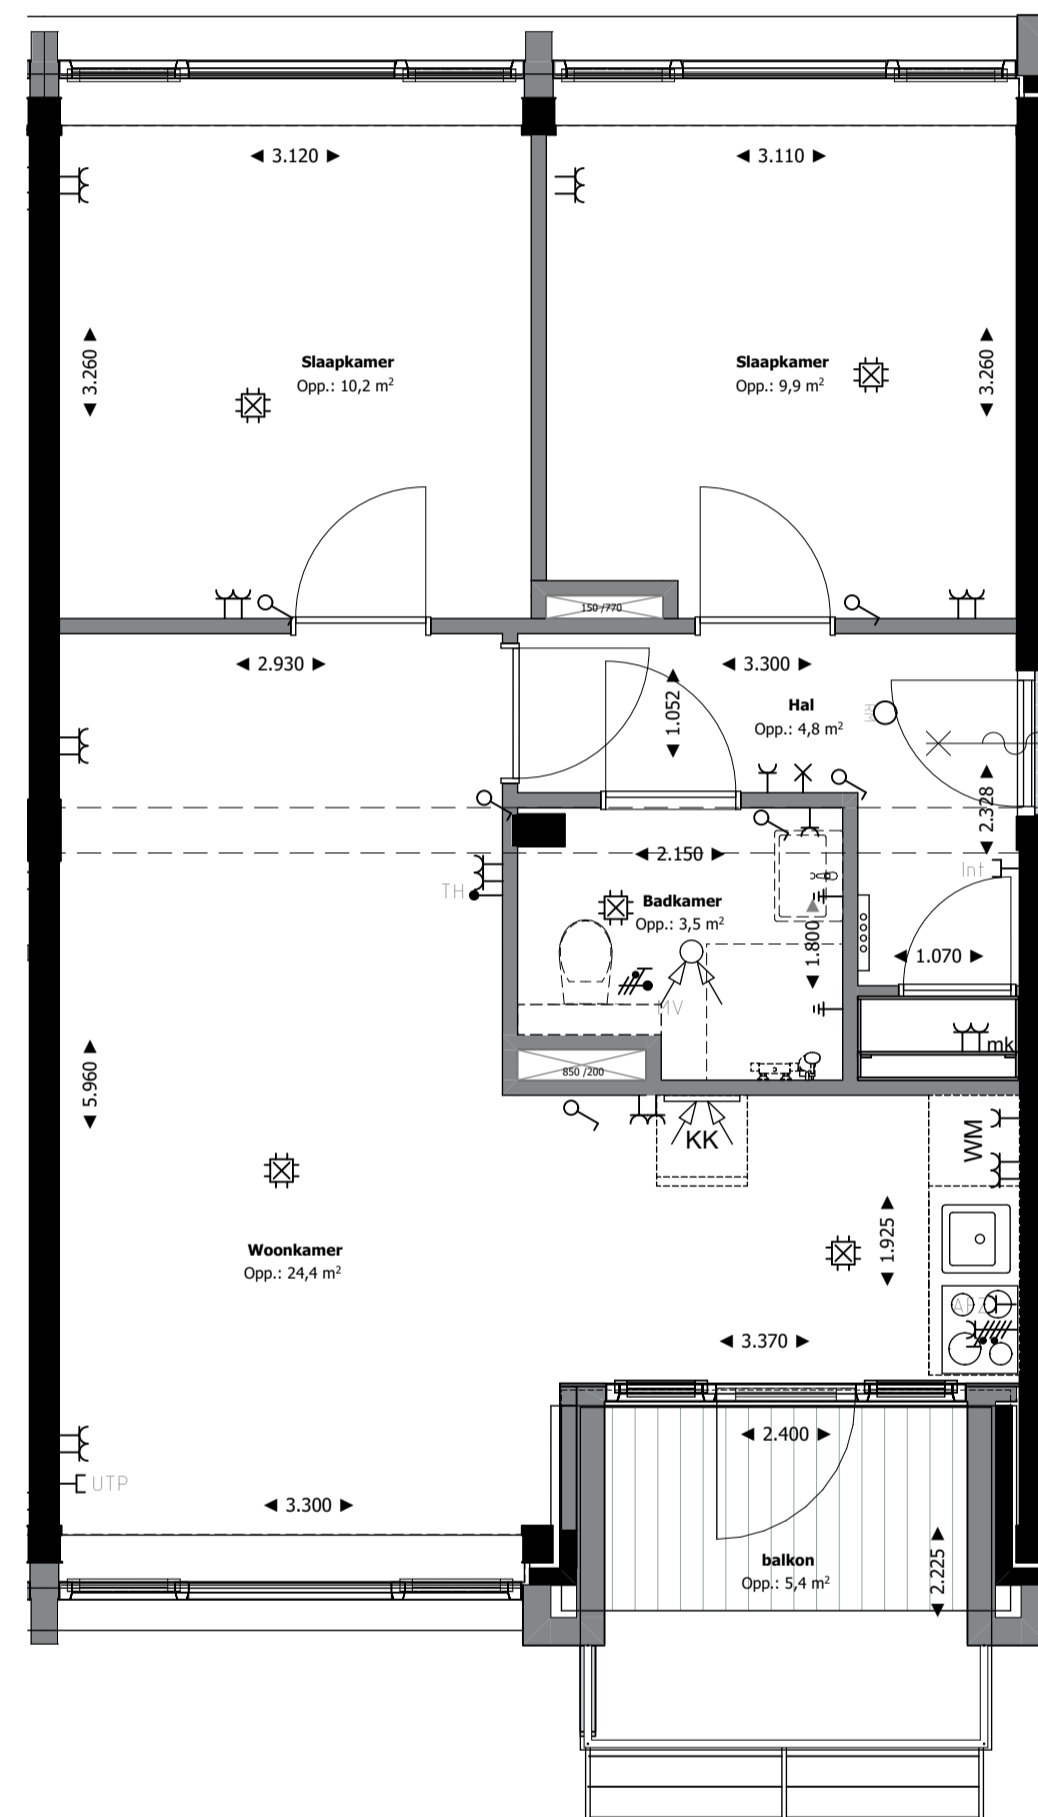 ◄ 3.120 ►
◄ 3.110 ►
◄ 3.260 ►
Slaapkamer
Opp.: 10,2 m²
Slaapkamer
Opp.: 9,9 m²
◄ 3.260 ►
150 /770
◄ 2.930 ►
◄ 3.300 ►
◄ 1.052 ►
Hal
Opp.: 4,8 m²
◄ 2.328 ►
◄ 2.150 ►
Int
TH
Badkamer
Opp.: 3,5 m²
◄ 1.800 ►
◄ 1.070 ►
MV
mk
850 /200
◄ 5.960 ►
KK
WM
◄ 1.925 ►
Woonkamer
Opp.: 24,4 m²
◄ 3.370 ►
◄ 2.400 ►
UTP
◄ 3.300 ►
balkon
Opp.: 5,4 m²
◄ 2.225 ►